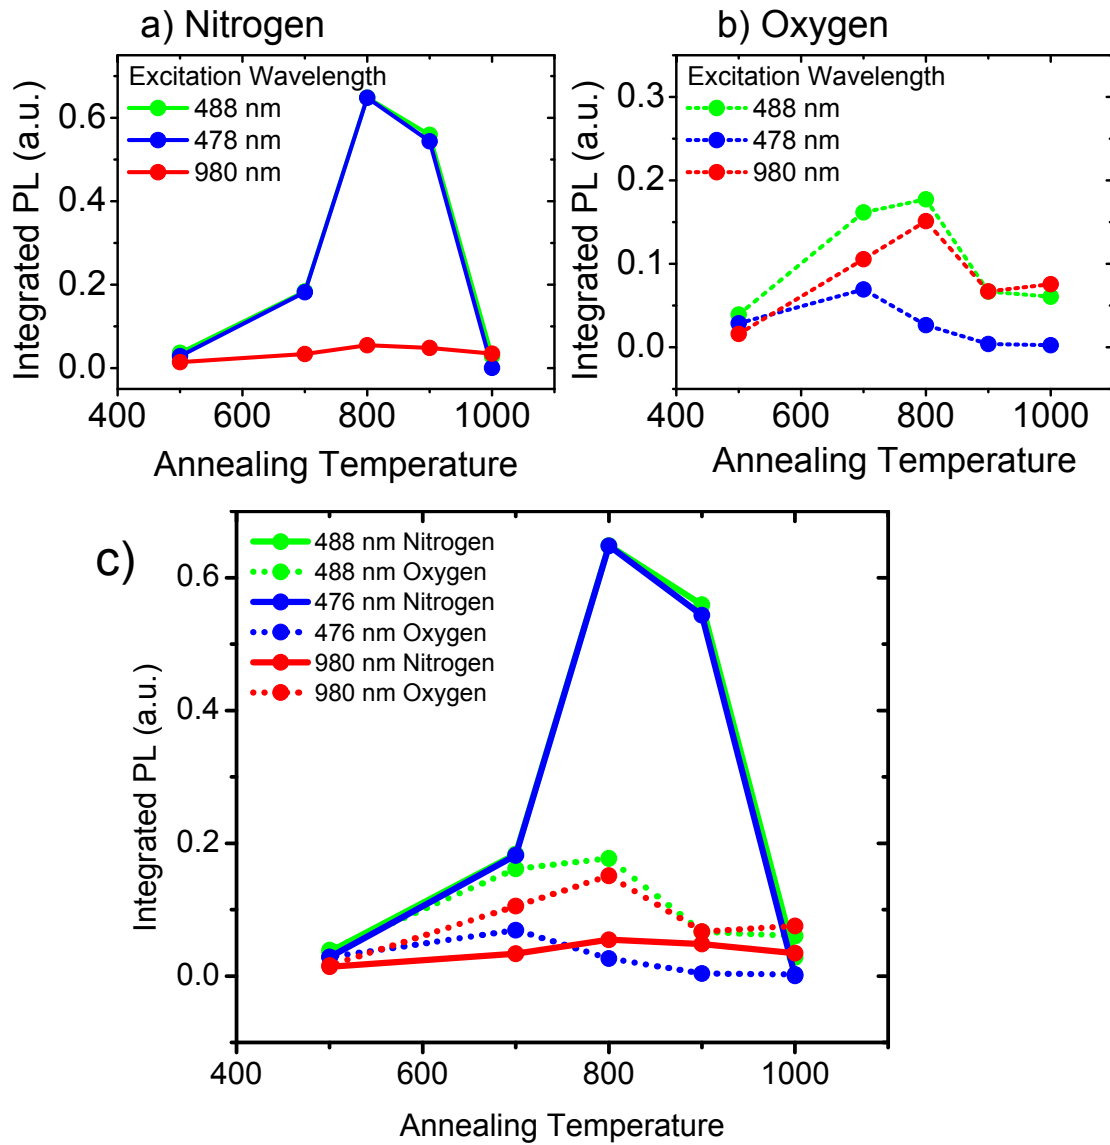 a) Nitrogen
Excitation Wavelength
488 nm
478 nm
980 nm
Integrated PL (a.u.)
0.6
0.4
0.2
0.0
400 600 800 1000
Annealing Temperature
b) Oxygen
Excitation Wavelength
488 nm
478 nm
980 nm
Integrated PL (a.u.)
0.3
0.2
0.1
0.0
400 600 800 1000
Annealing Temperature
c)
488 nm Nitrogen
488 nm Oxygen
476 nm Nitrogen
476 nm Oxygen
980 nm Nitrogen
980 nm Oxygen
Integrated PL (a.u.)
0.6
0.4
0.2
0.0
400 600 800 1000
Annealing Temperature